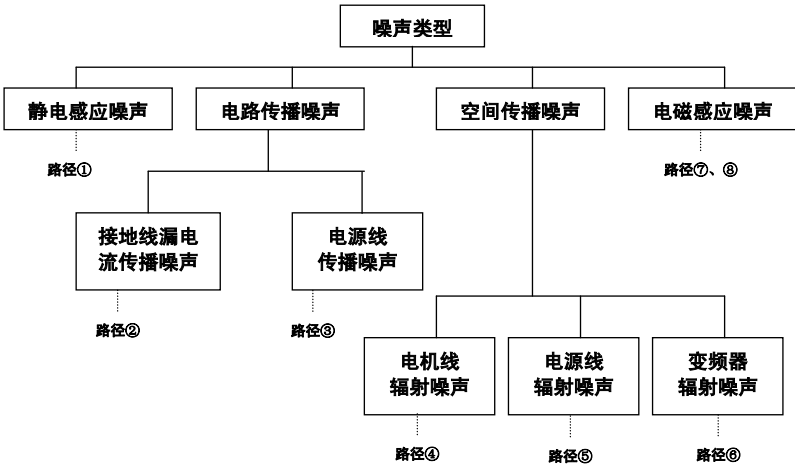 噪声类型
静电感应噪声
电路传播噪声
空间传播噪声
电磁感应噪声
路径①
路径⑦、⑧
接地线漏电
流传播噪声
电源线
传播噪声
路径②
路径③
电机线
辐射噪声
电源线
辐射噪声
变频器
辐射噪声
路径④
路径⑤
路径⑥